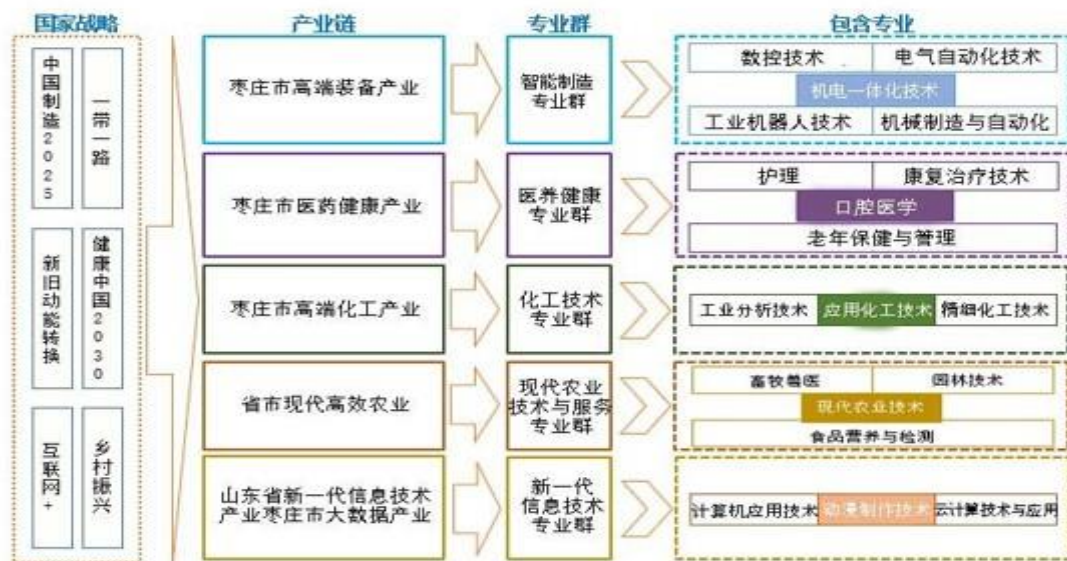 国家战略
产业链
专业群
包含专业
中国制造2025
一带一路
新旧动能转换
健康中国2030
互联网+
乡村振兴
枣庄市高端装备产业
智能制造
专业群
数控技术
电气自动化技术
机电一体化技术
工业机器人技术
机械制造与自动化
枣庄市医药健康产业
医养健康
专业群
护理
康复治疗技术
口腔医学
老年保健与管理
枣庄市高端化工产业
化工技术
专业群
工业分析技术
应用化工技术
精细化工技术
省市现代高效农业
现代农业
技术与服务
专业群
畜牧兽医
园林技术
现代农业技术
食品营养与检测
山东省新一代信息技术
产业枣庄市大数据产业
新一代
信息技术
专业群
计算机应用技术
动漫制作技术
云计算技术与应用